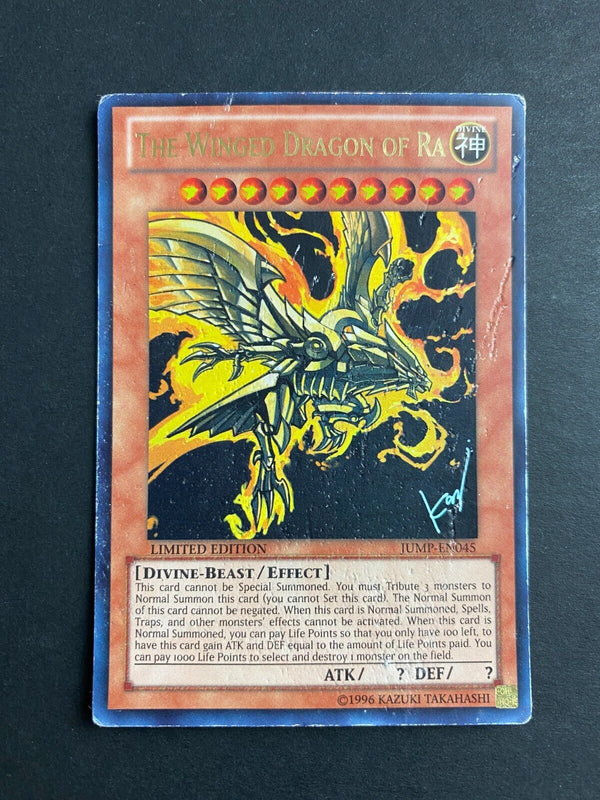 THE WINGED DRAGON OF RA
DIVINE
神
LIMITED EDITION
JUMP-EN045
[DIVINE-BEAST/EFFECT]
This card cannot be Special Summoned. You must Tribute 3 monsters to
Normal Summon this card (you cannot Set this card). The Normal Summon
of this card cannot be negated. When this card is Normal Summoned, Spells,
Traps, and other monsters' effects cannot be activated. When this card is
Normal Summoned, you can pay Life Points so that you only have 100 left, to
have this card gain ATK and DEF equal to the amount of Life Points paid. You
can pay 1000 Life Points to select and destroy 1 monster on the field.
ATK/ ? DEF/ ?
©1996 KAZUKI TAKAHASHI